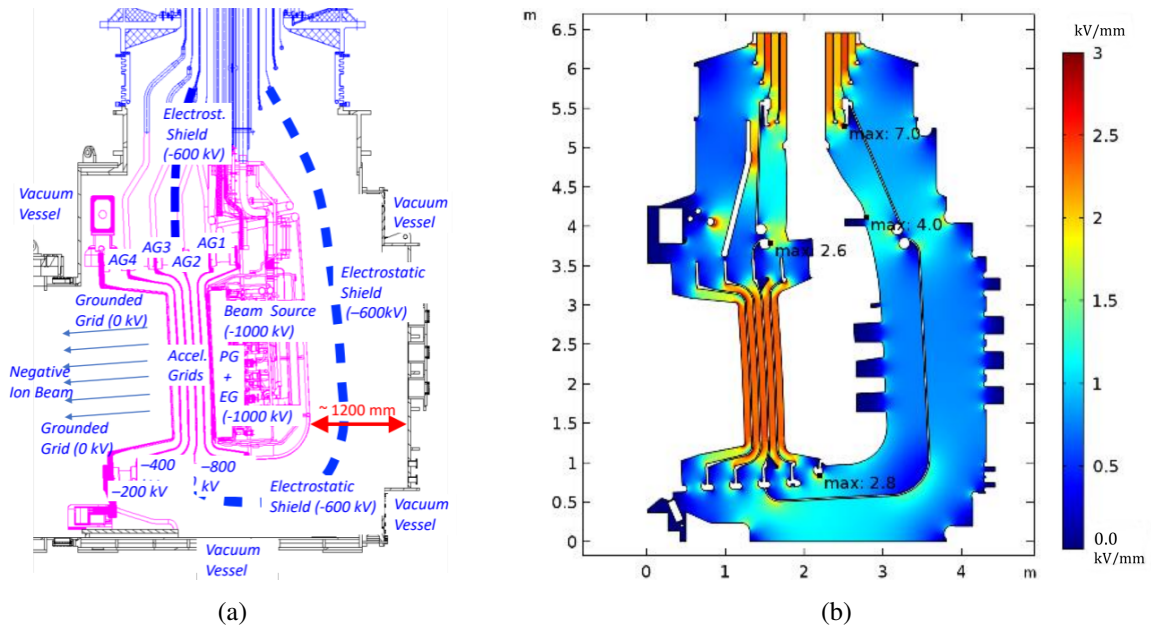 Electrost.
Shield
(-600 kV)
Vacuum
Vessel
Vacuum
Vessel
AG3
AG1
AG4
AG2
Grounded
Grid (0 kV)
Electrostatic
Shield
(–600kV)
Beam Source
(-1000 kV)
Accel.
Grids
PG
+
EG
(-1000 kV)
Negative
Ion Beam
~ 1200 mm
Grounded
Grid (0 kV)
–400
–800
kV
–200 kV
Electrostatic
Shield (-600 kV)
Vacuum
Vessel
Vacuum
Vessel
(a)
m
6.5
6
5.5
5
4.5
4
3.5
3
2.5
2
1.5
1
0.5
0
0 1 2 3 4 m
max: 7.0
max: 4.0
max: 2.6
max: 2.8
kV/mm
3
2.5
2
1.5
1
0.5
0.0
kV/mm
(b)